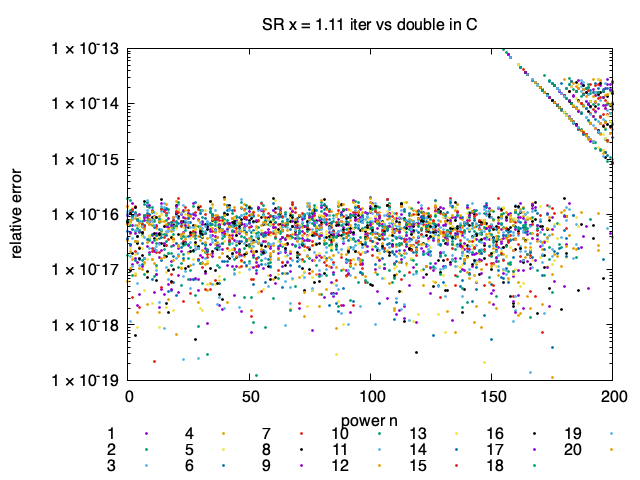 SR x = 1.11 iter vs double in C
1 × 10-13
1 × 10-14
1 × 10-15
1 × 10-16
1 × 10-17
1 × 10-18
1 × 10-19
relative error
0 50 100 150 200
power n
1 4 7 10 13 16 19
2 5 8 11 14 17 20
3 6 9 12 15 18